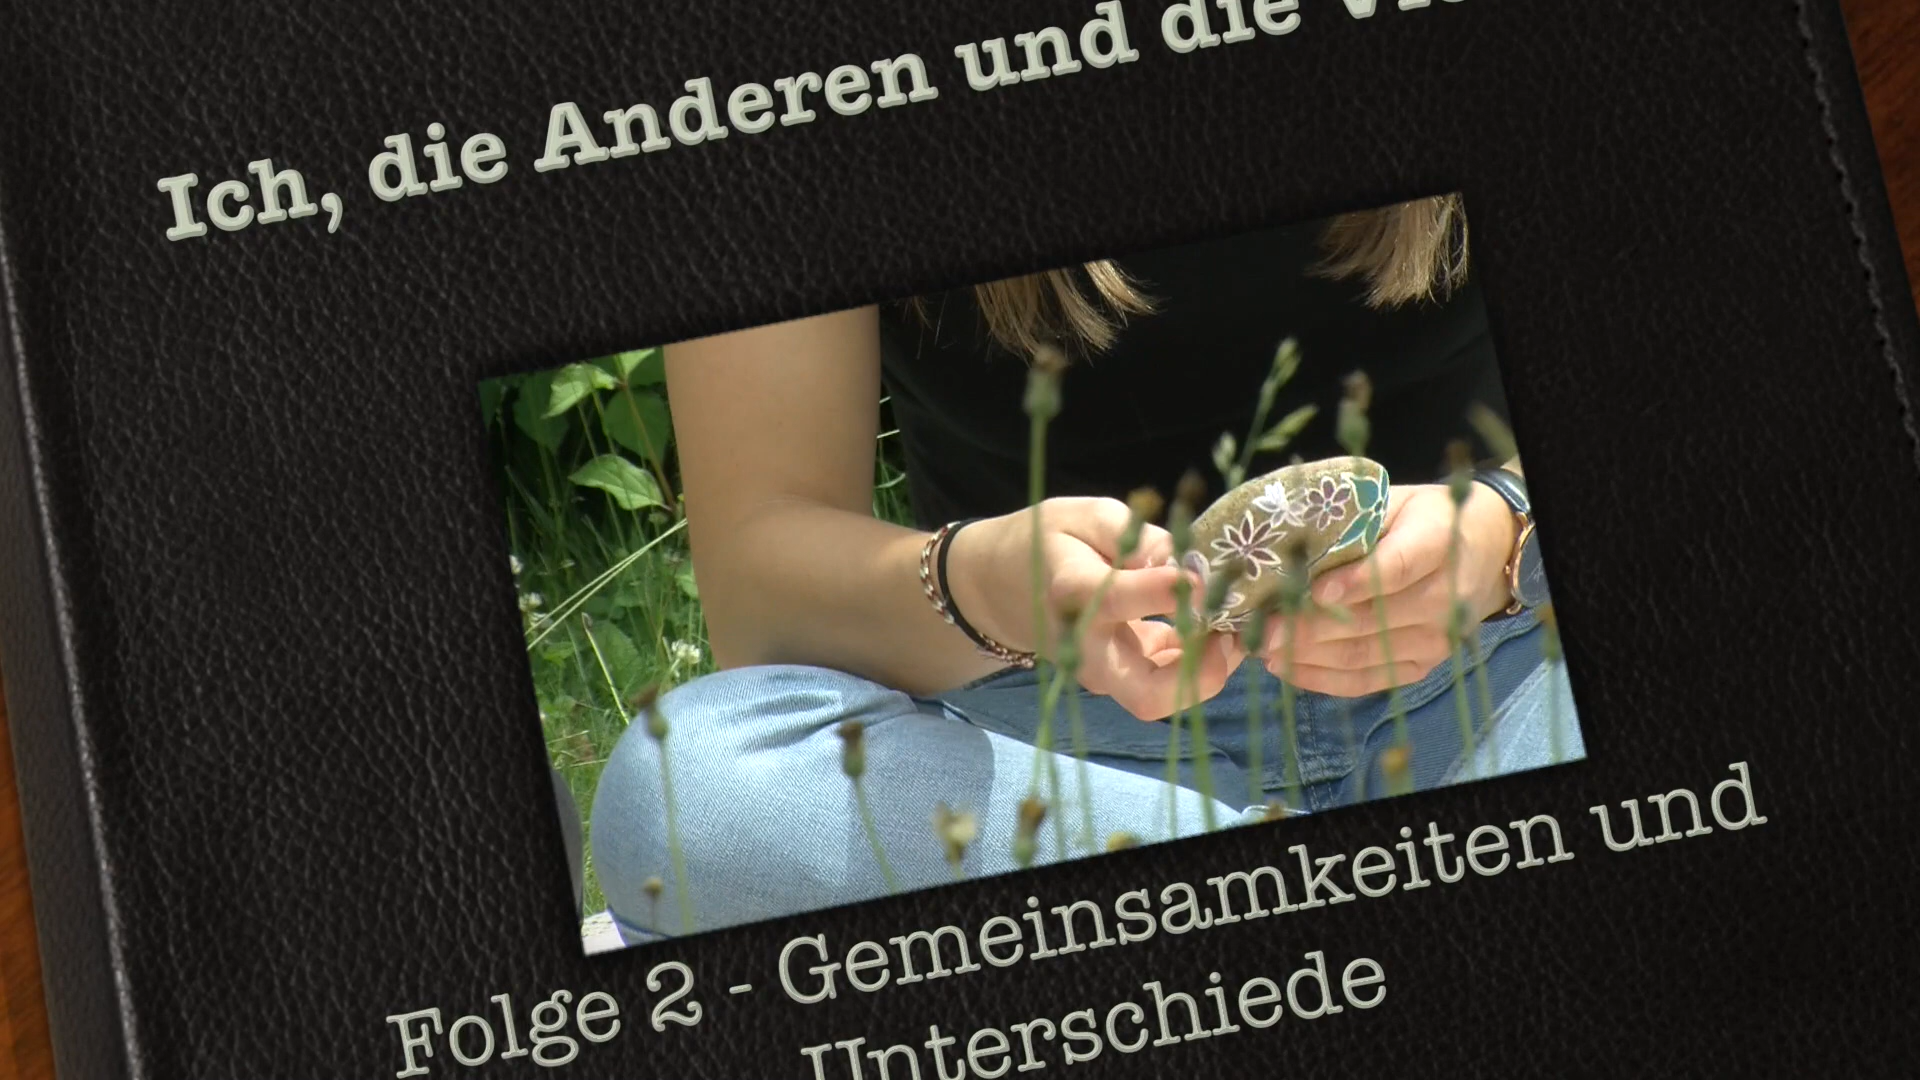 Ich, die Anderen und die
Folge 2 - Gemeinsamkeiten und
Unterschiede